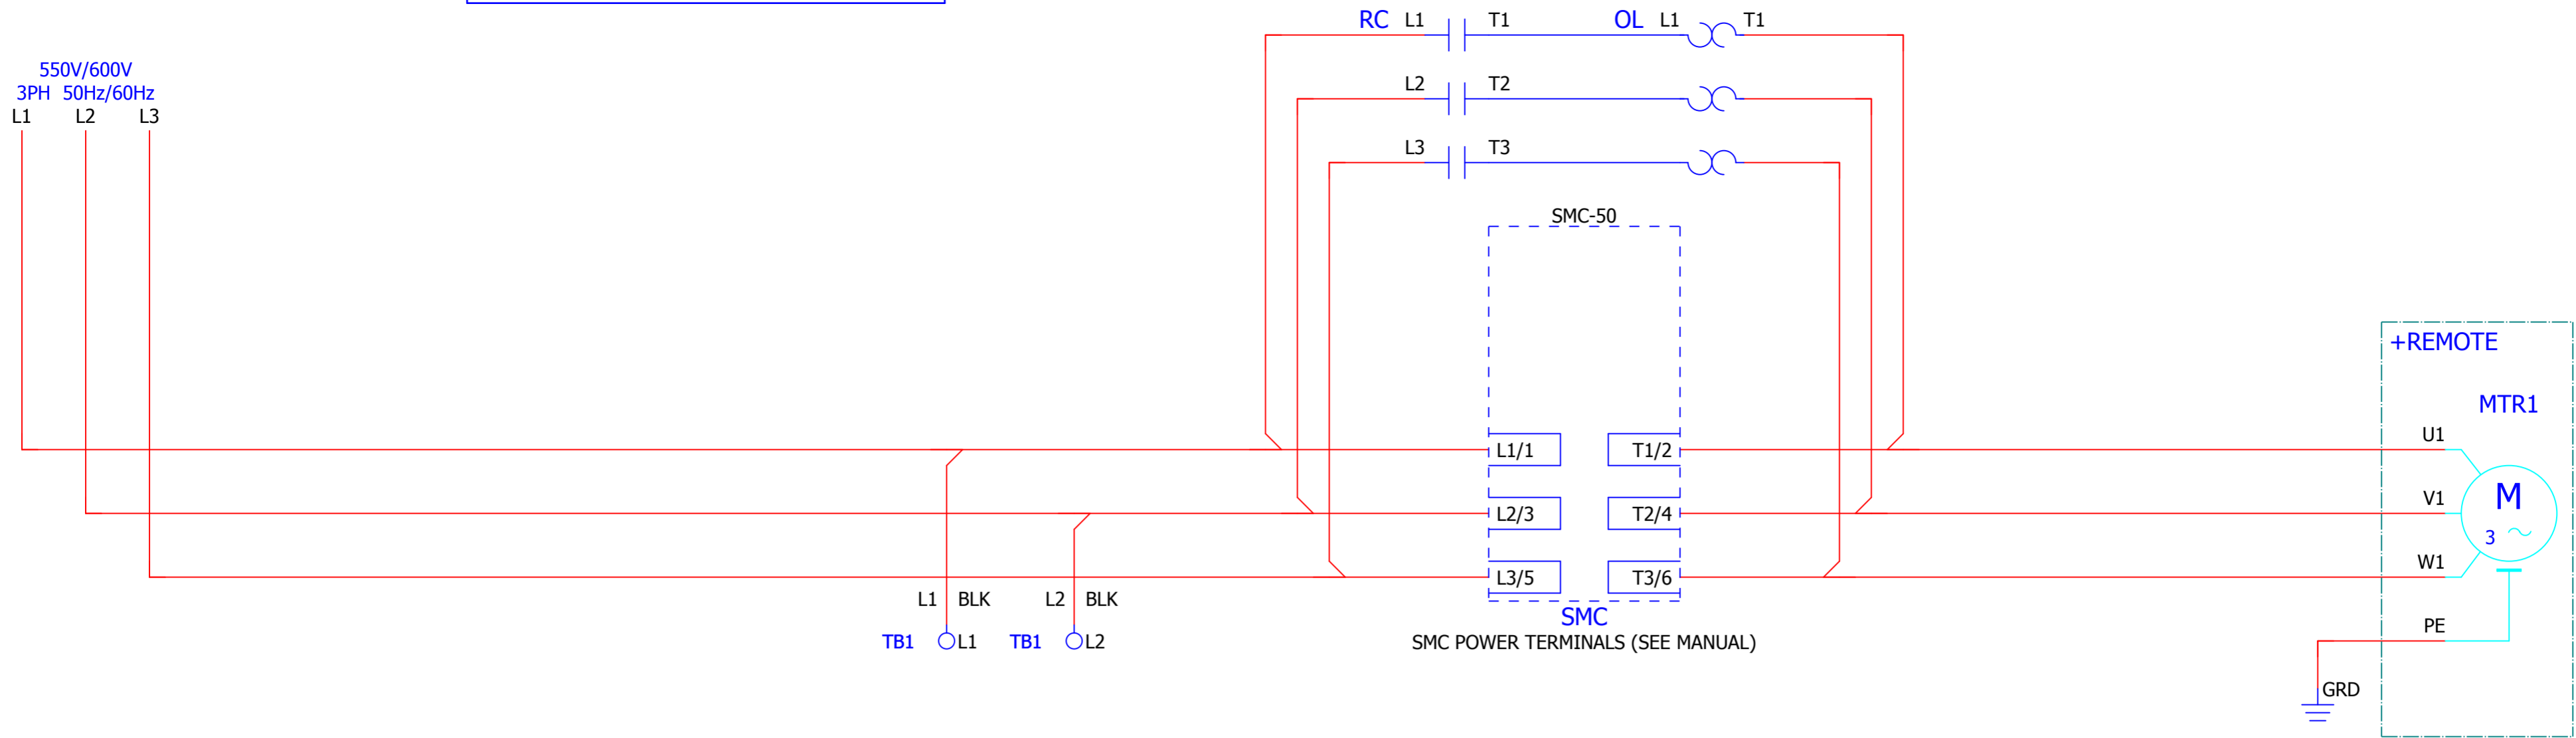 RC L1 T1 OL L1 T1
550V/600V
3PH 50Hz/60Hz
L1 L2 L3
L2 T2
L3 T3
SMC-50
+REMOTE
MTR1
U1
L1/1 T1/2
V1
M
3
L2/3 T2/4
W1
L3/5 T3/6
L1 BLK L2 BLK
SMC
PE
TB1 L1 TB1 L2
SMC POWER TERMINALS (SEE MANUAL)
GRD